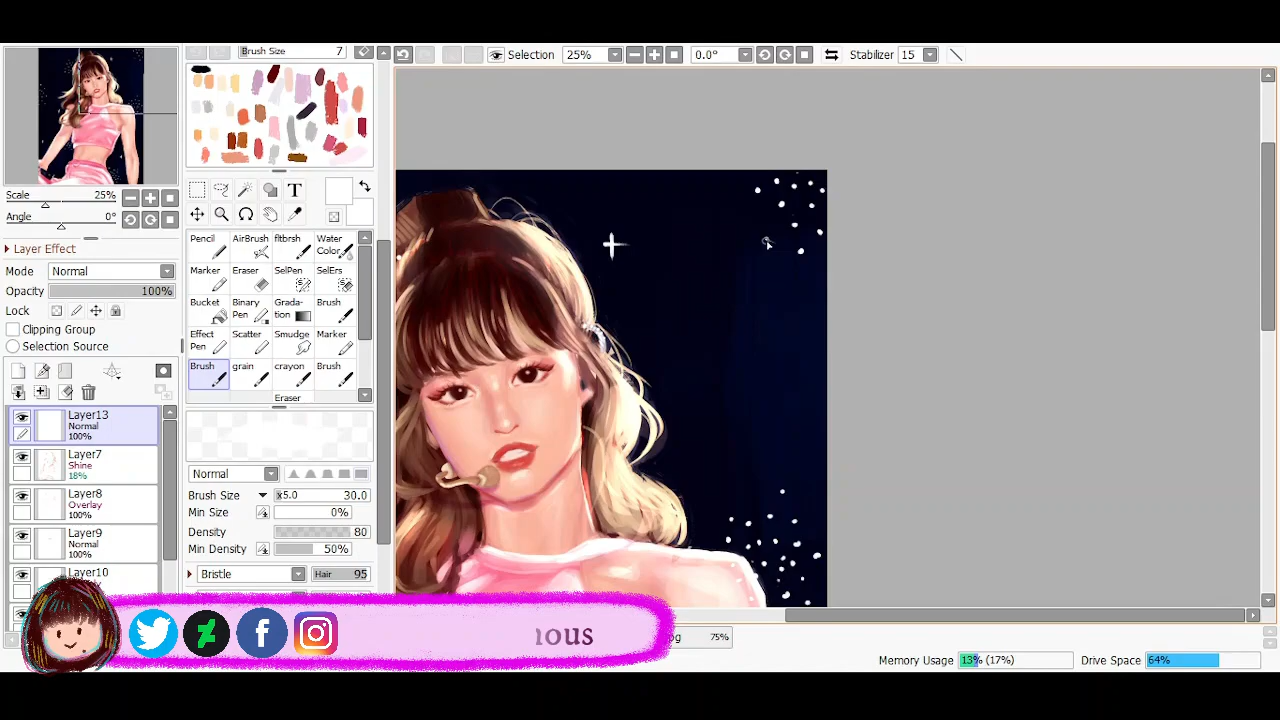 Brush Size 7
Selection 25% 0.0° Stabilizer 15
Scale 25%
Angle 0°
Layer Effect
Mode Normal
Opacity 100%
Lock
Clipping Group
Selection Source
Layer13
Normal
100%
Layer7
Shine
18%
Layer8
Overlay
100%
Layer9
Normal
100%
Layer10
T
Pencil AirBrush fltbrsh Water Color
Marker Eraser SelPen SelErs
Bucket Binary Pen Grada-tion Brush
Effect Pen Scatter Smudge Marker
Brush grain crayon Brush
Eraser
Normal
Brush Size x5.0 30.0
Min Size 0%
Density 80
Min Density 50%
Bristle Hair 95
nous
75%
Memory Usage 13% (17%) Drive Space 64%